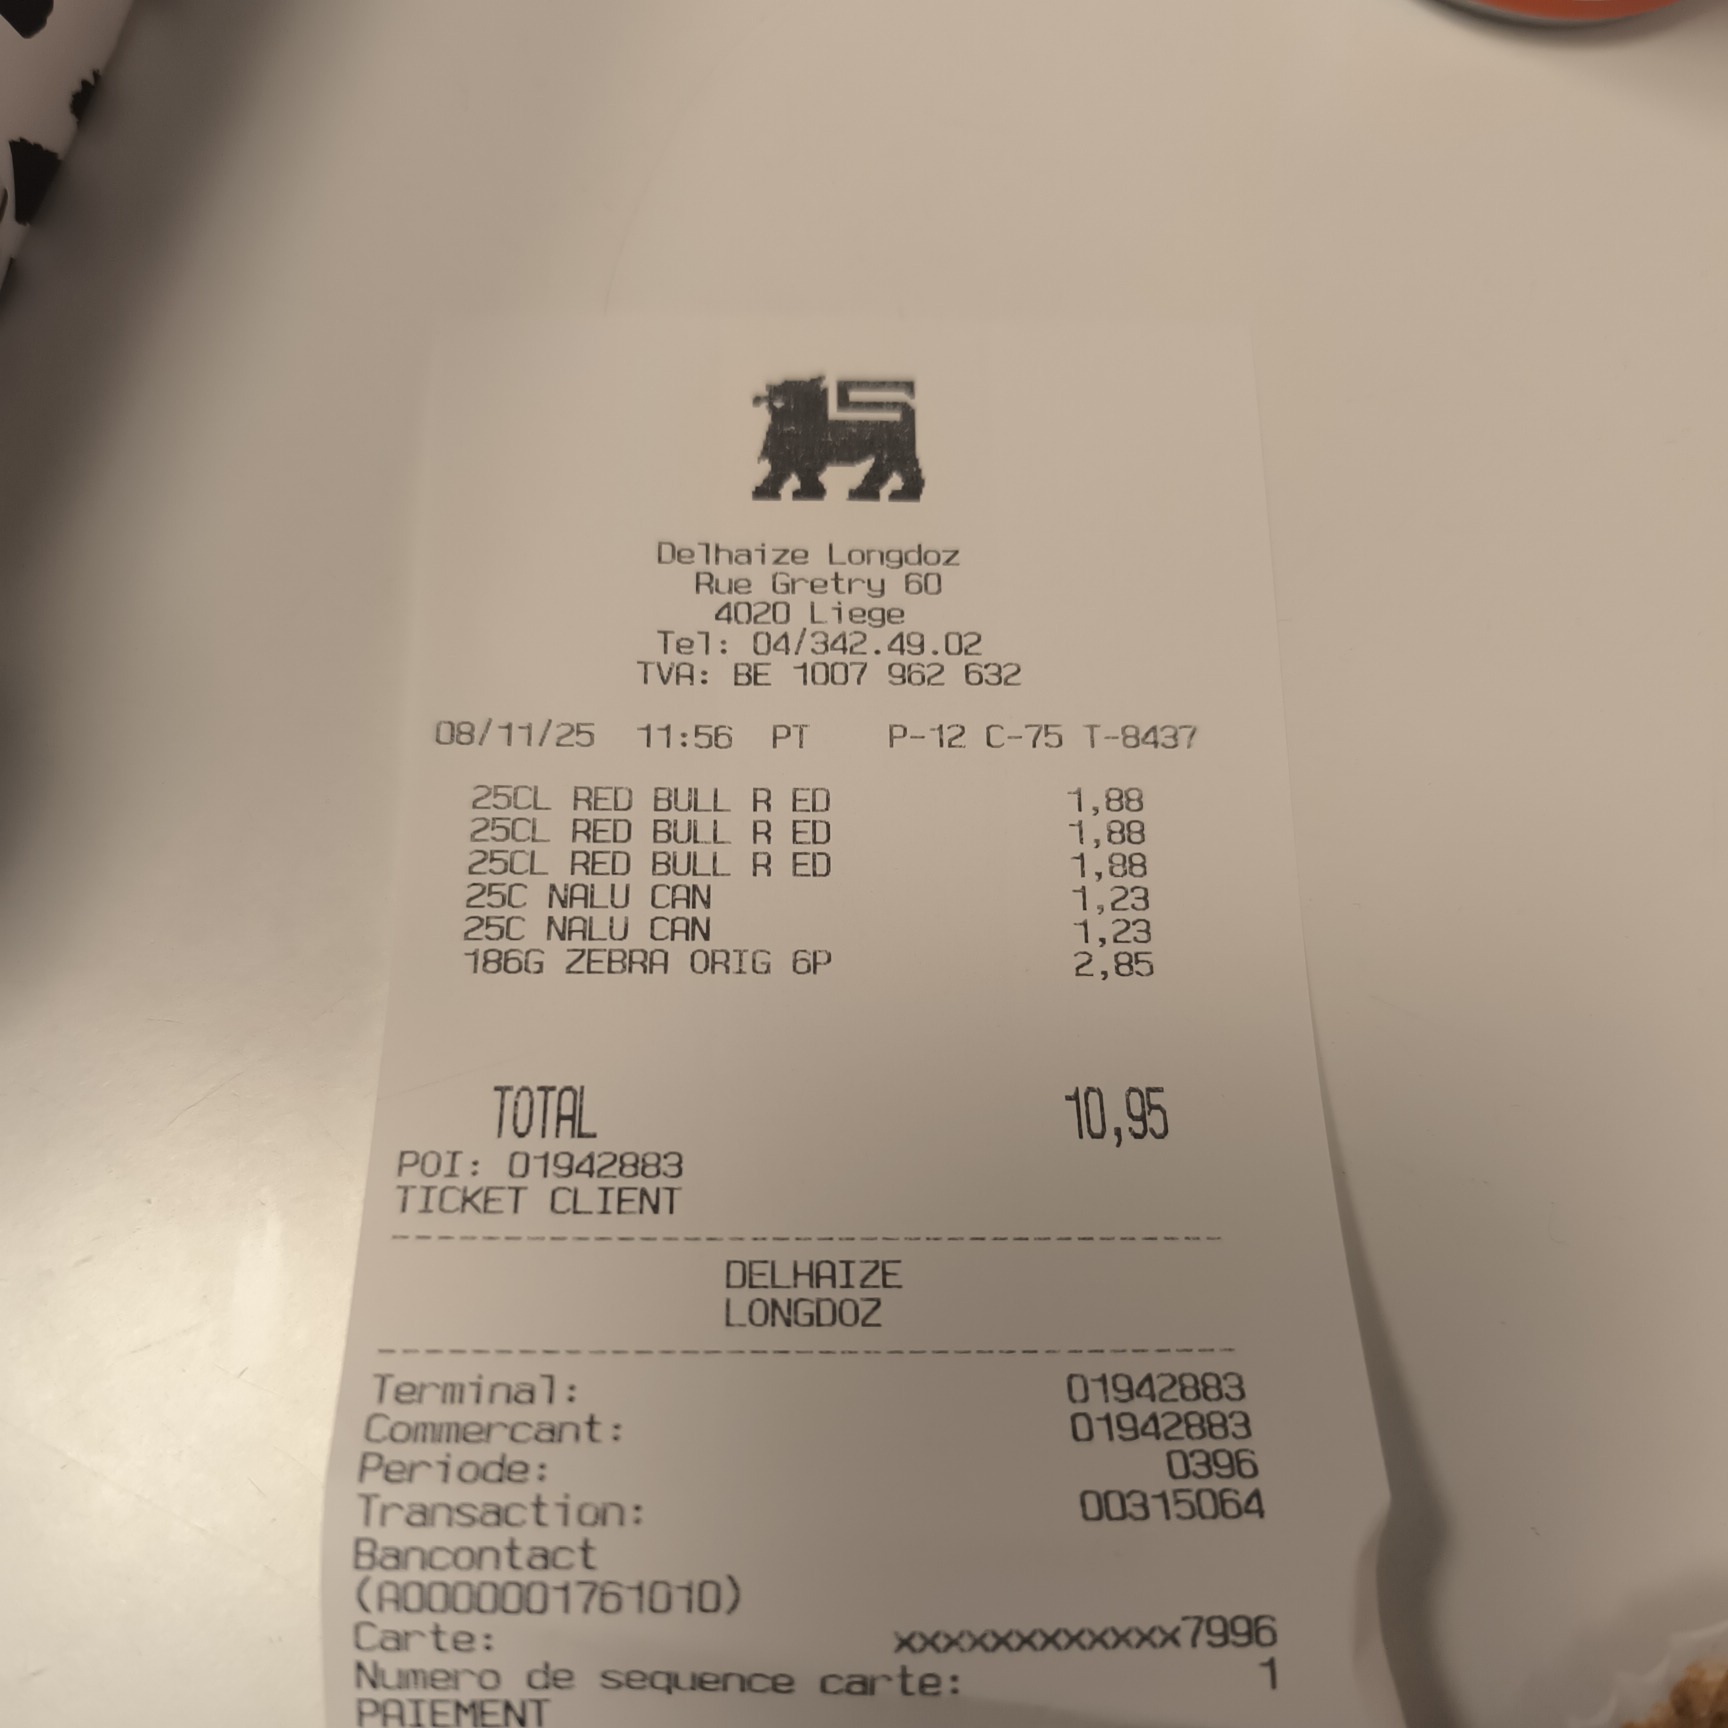 Delhaize Longdoz
Rue Gretry 60
4020 Liege
Tel: 04/342.49.02
TVA: BE 1007 962 632
08/11/25 11:56 PT P-12 C-75 T-8437
25CL RED BULL R ED 1,88
25CL RED BULL R ED 1,88
25CL RED BULL R ED 1,88
25C NALU CAN 1,23
25C NALU CAN 1,23
186G ZEBRA ORIG 6P 2,85
TOTAL 10,95
POI: 01942883
TICKET CLIENT
DELHAIZE
LONGDOZ
Terminal: 01942883
Commercant: 01942883
Periode: 0396
Transaction: 00315064
Bancontact
(A0000001761010)
Carte: xxxxxxxxxxxxx7996
Numero de sequence carte: 1
PAIEMENT